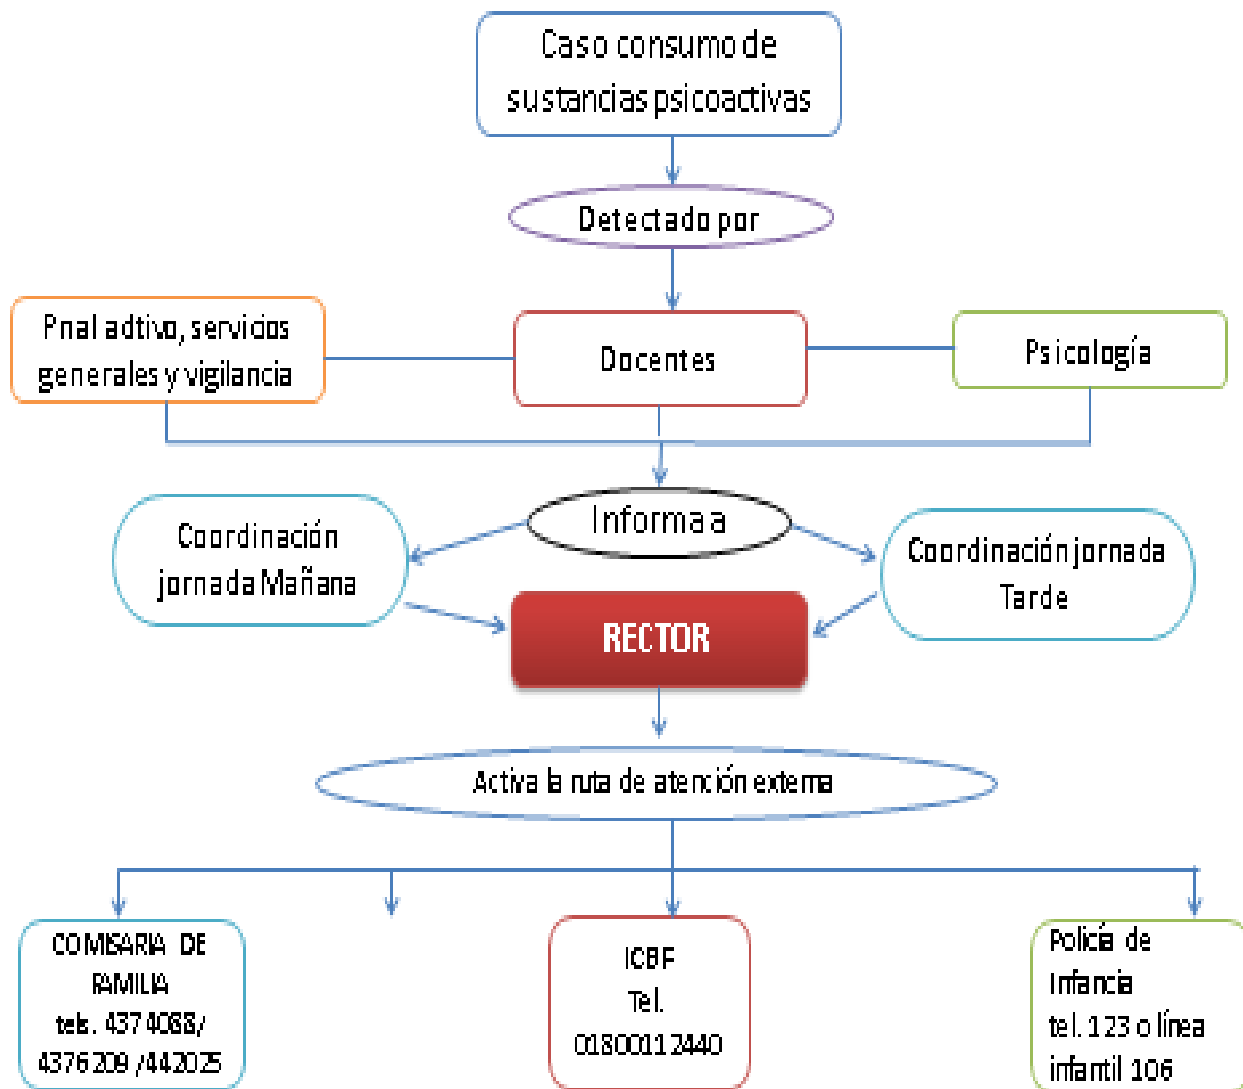 Caso consumo de
sustancias psicoactivas
Detectado por
Pnal adtivo, servicios
generales y vigilancia
Docentes
Psicología
Informa a
Coordinación
jornada Mañana
Coordinación jornada
Tarde
RECTOR
Activa la ruta de atención externa
COMISARIA DE
FAMILIA
tels. 4374088/
4376209 /442025
ICBF
Tel.
01800112440
Policía de
Infancia
tel. 123 o línea
infantil 106